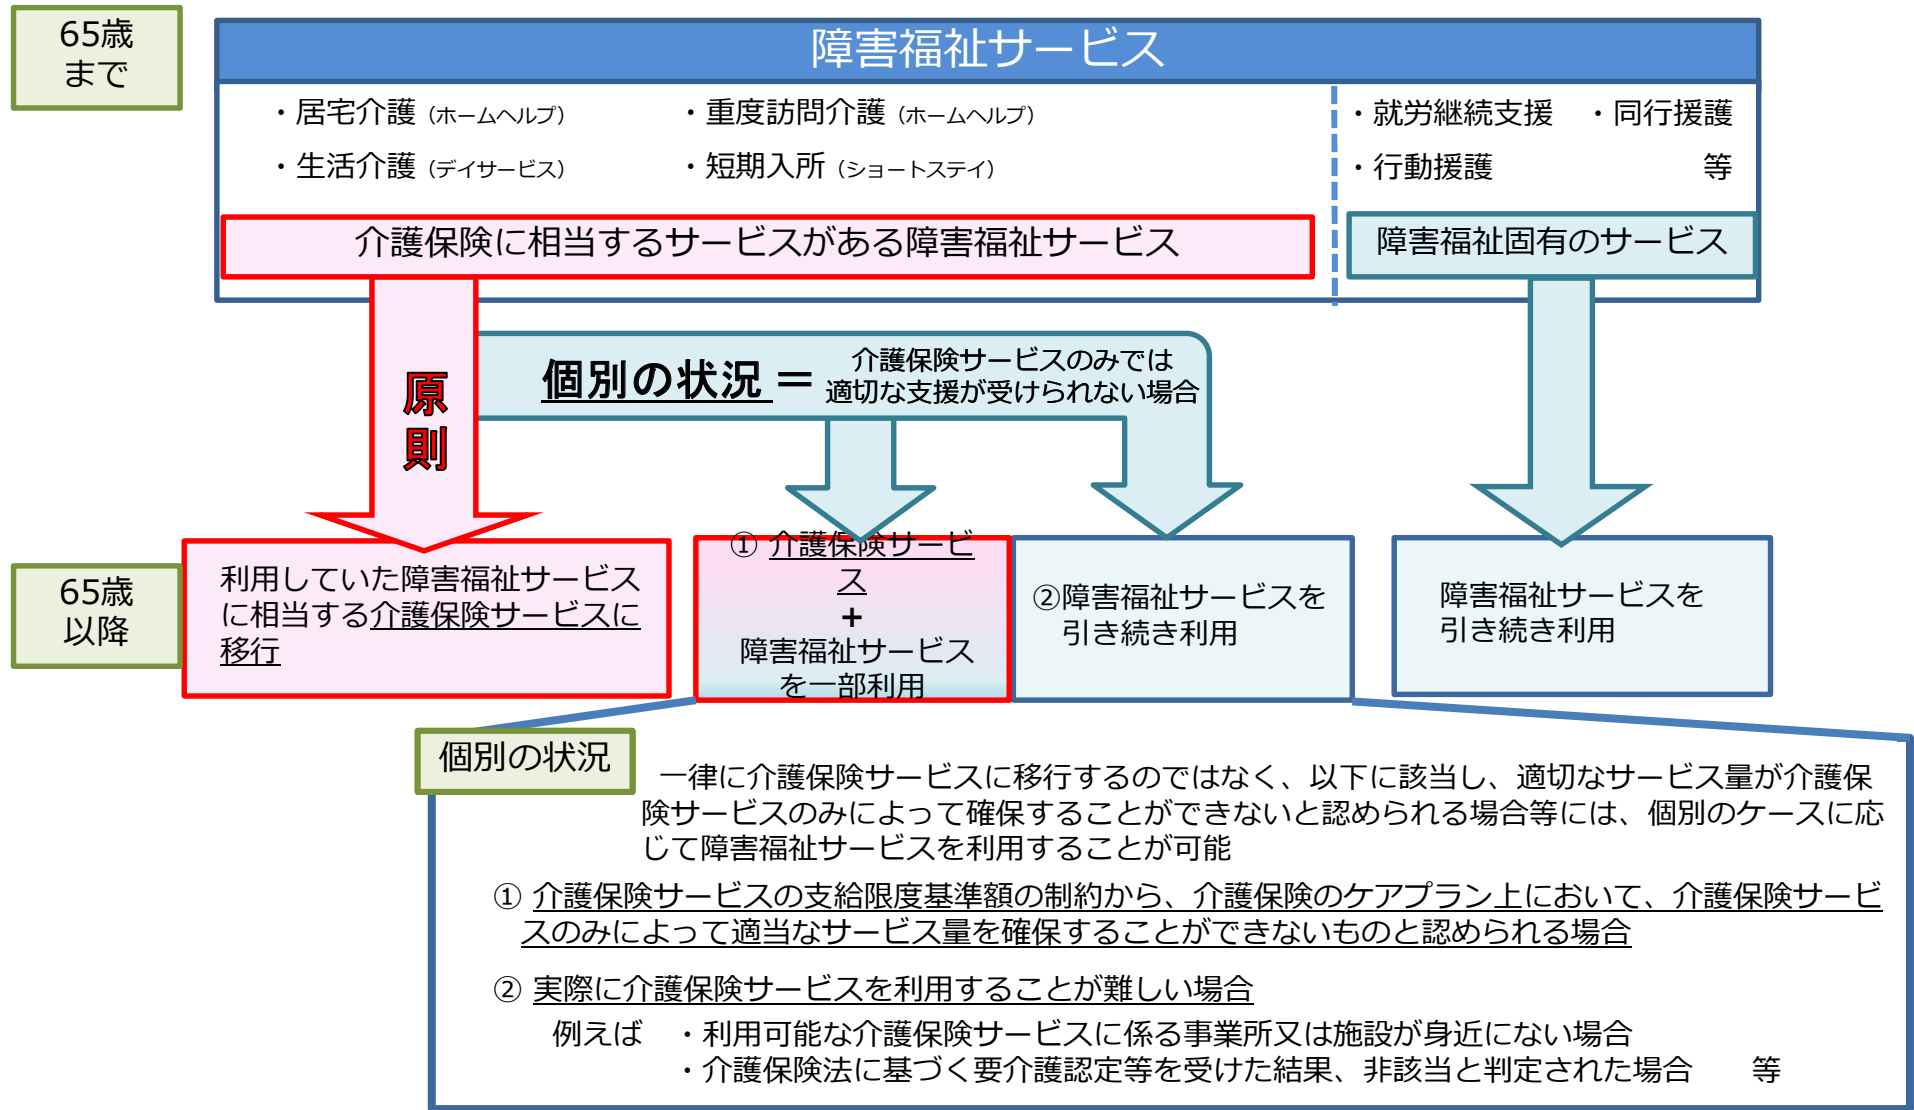 65歳
まで
障害福祉サービス
・居宅介護（ホームヘルプ）
・重度訪問介護（ホームヘルプ）
・就労継続支援
・同行援護
・生活介護（デイサービス）
・短期入所（ショートステイ）
・行動援護
等
介護保険に相当するサービスがある障害福祉サービス
障害福祉固有のサービス
原
則
個別の状況＝
介護保険サービスのみでは
適切な支援が受けられない場合
65歳
以降
利用していた障害福祉サービス
に相当する介護保険サービスに
移行
① 介護保険サービ
ス
+
障害福祉サービス
を一部利用
②障害福祉サービスを
引き続き利用
障害福祉サービスを
引き続き利用
個別の状況
一律に介護保険サービスに移行するのではなく、以下に該当し、適切なサービス量が介護保
険サービスのみによって確保することができないと認められる場合等には、個別のケースに応
じて障害福祉サービスを利用することが可能
① 介護保険サービスの支給限度基準額の制約から、介護保険のケアプラン上において、介護保険サービ
スのみによって適当なサービス量を確保することができないものと認められる場合
② 実際に介護保険サービスを利用することが難しい場合
例えば　・利用可能な介護保険サービスに係る事業所又は施設が身近にない場合
・介護保険法に基づく要介護認定等を受けた結果、非該当と判定された場合　　等